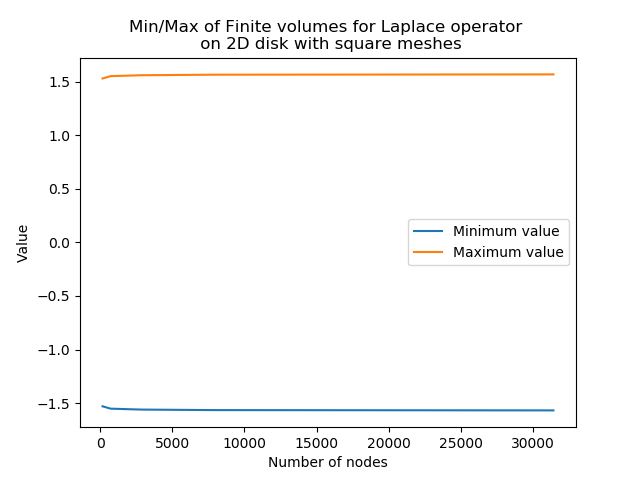 Min/Max of Finite volumes for Laplace operator
on 2D disk with square meshes
1.5
1.0
0.5
0.0
−0.5
−1.0
−1.5
Value
Minimum value
Maximum value
0 5000 10000 15000 20000 25000 30000
Number of nodes